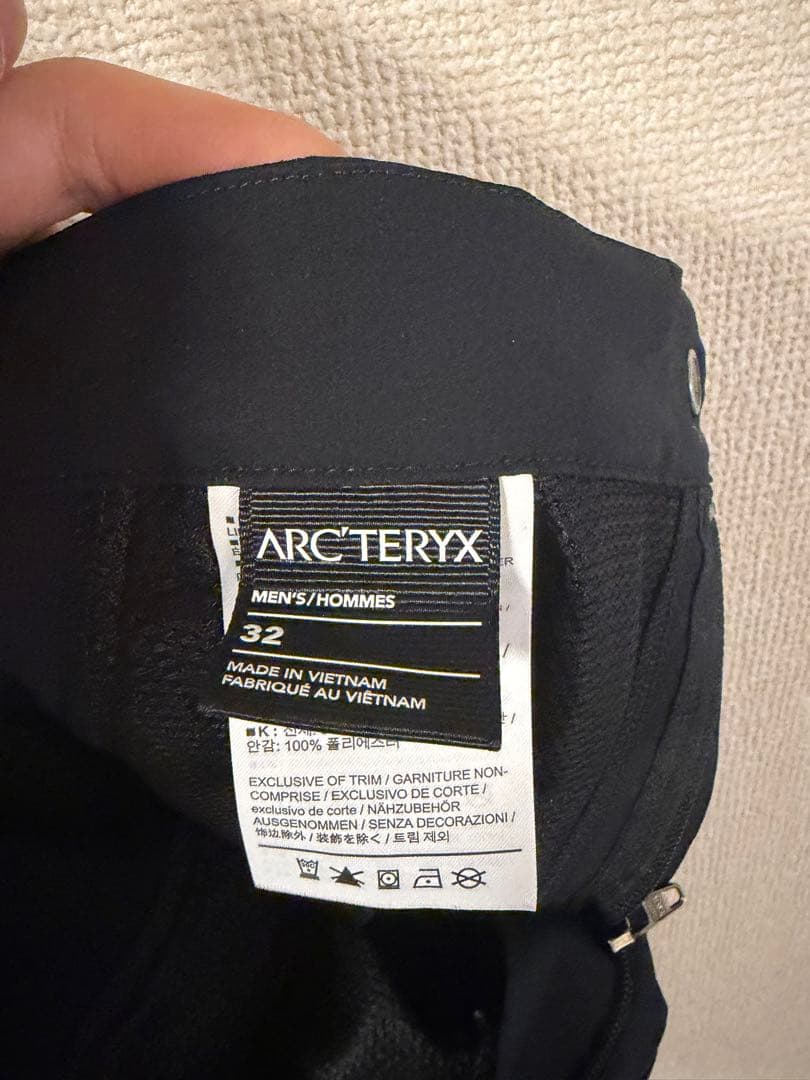 ARC'TERYX
MEN'S/HOMMES
32
MADE IN VIETNAM
FABRIQUÉ AU VIÊTNAM
안감: 100% 폴리에스터
EXCLUSIVE OF TRIM / GARNITURE NON-
COMPRISE / EXCLUSIVO DE CORTE /
exclusivo de corte / NÄHZUBEHÖR
AUSGENOMMEN / SENZA DECORAZIONI /
饰边除外 / 装飾を除く / 트림 제외